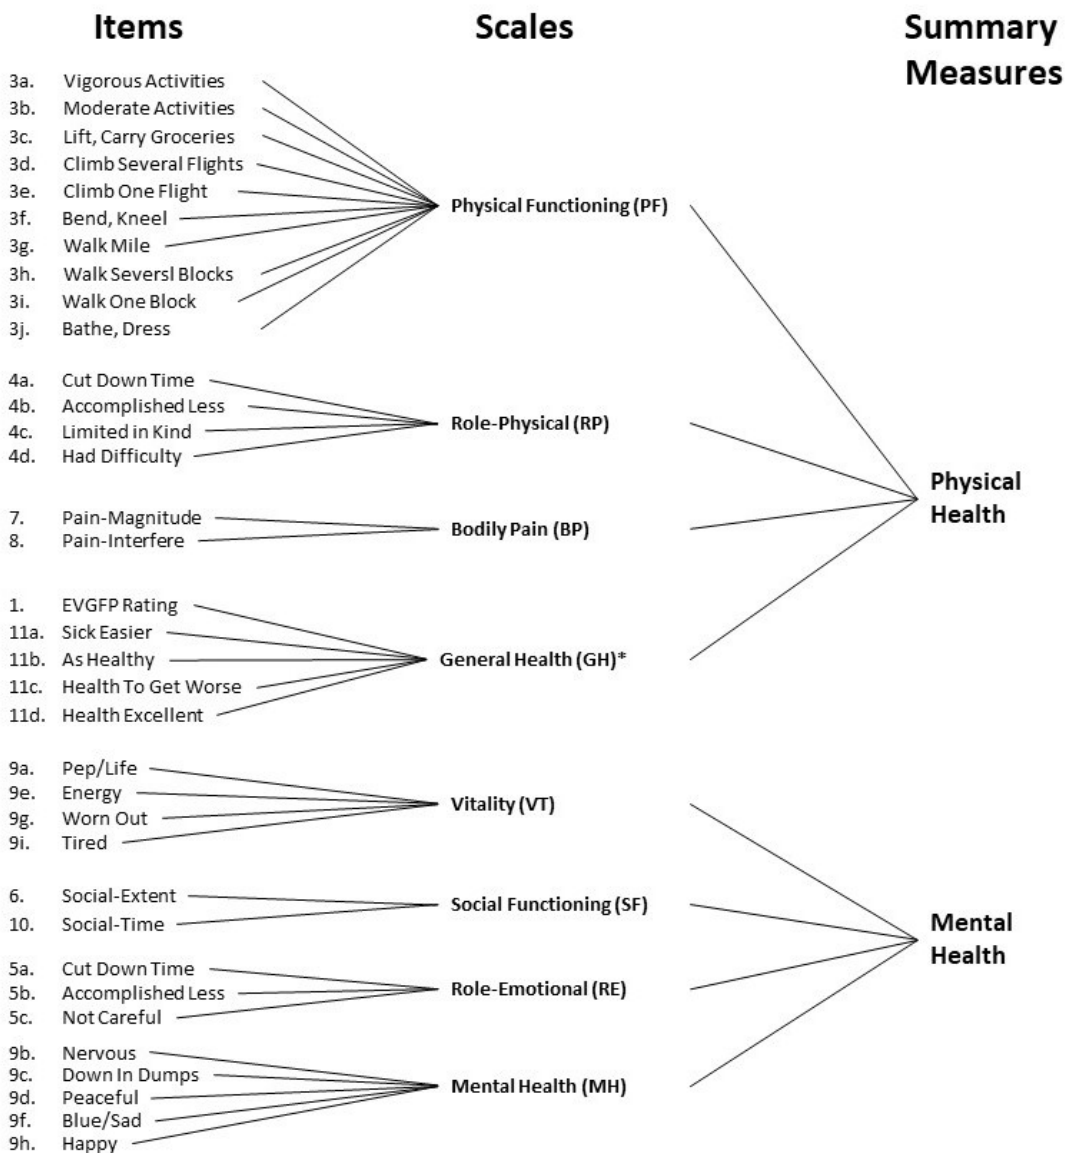 Items
Scales
Summary
Measures
3a. Vigorous Activities
3b. Moderate Activities
3c. Lift, Carry Groceries
3d. Climb Several Flights
3e. Climb One Flight
3f. Bend, Kneel
3g. Walk Mile
3h. Walk Seversl Blocks
3i. Walk One Block
3j. Bathe, Dress
Physical Functioning (PF)
4a. Cut Down Time
4b. Accomplished Less
4c. Limited in Kind
4d. Had Difficulty
Role-Physical (RP)
7. Pain-Magnitude
8. Pain-Interfere
Bodily Pain (BP)
1. EVGFP Rating
11a. Sick Easier
11b. As Healthy
11c. Health To Get Worse
11d. Health Excellent
General Health (GH)*
Physical
Health
9a. Pep/Life
9e. Energy
9g. Worn Out
9i. Tired
Vitality (VT)
6. Social-Extent
10. Social-Time
Social Functioning (SF)
5a. Cut Down Time
5b. Accomplished Less
5c. Not Careful
Role-Emotional (RE)
9b. Nervous
9c. Down In Dumps
9d. Peaceful
9f. Blue/Sad
9h. Happy
Mental Health (MH)
Mental
Health